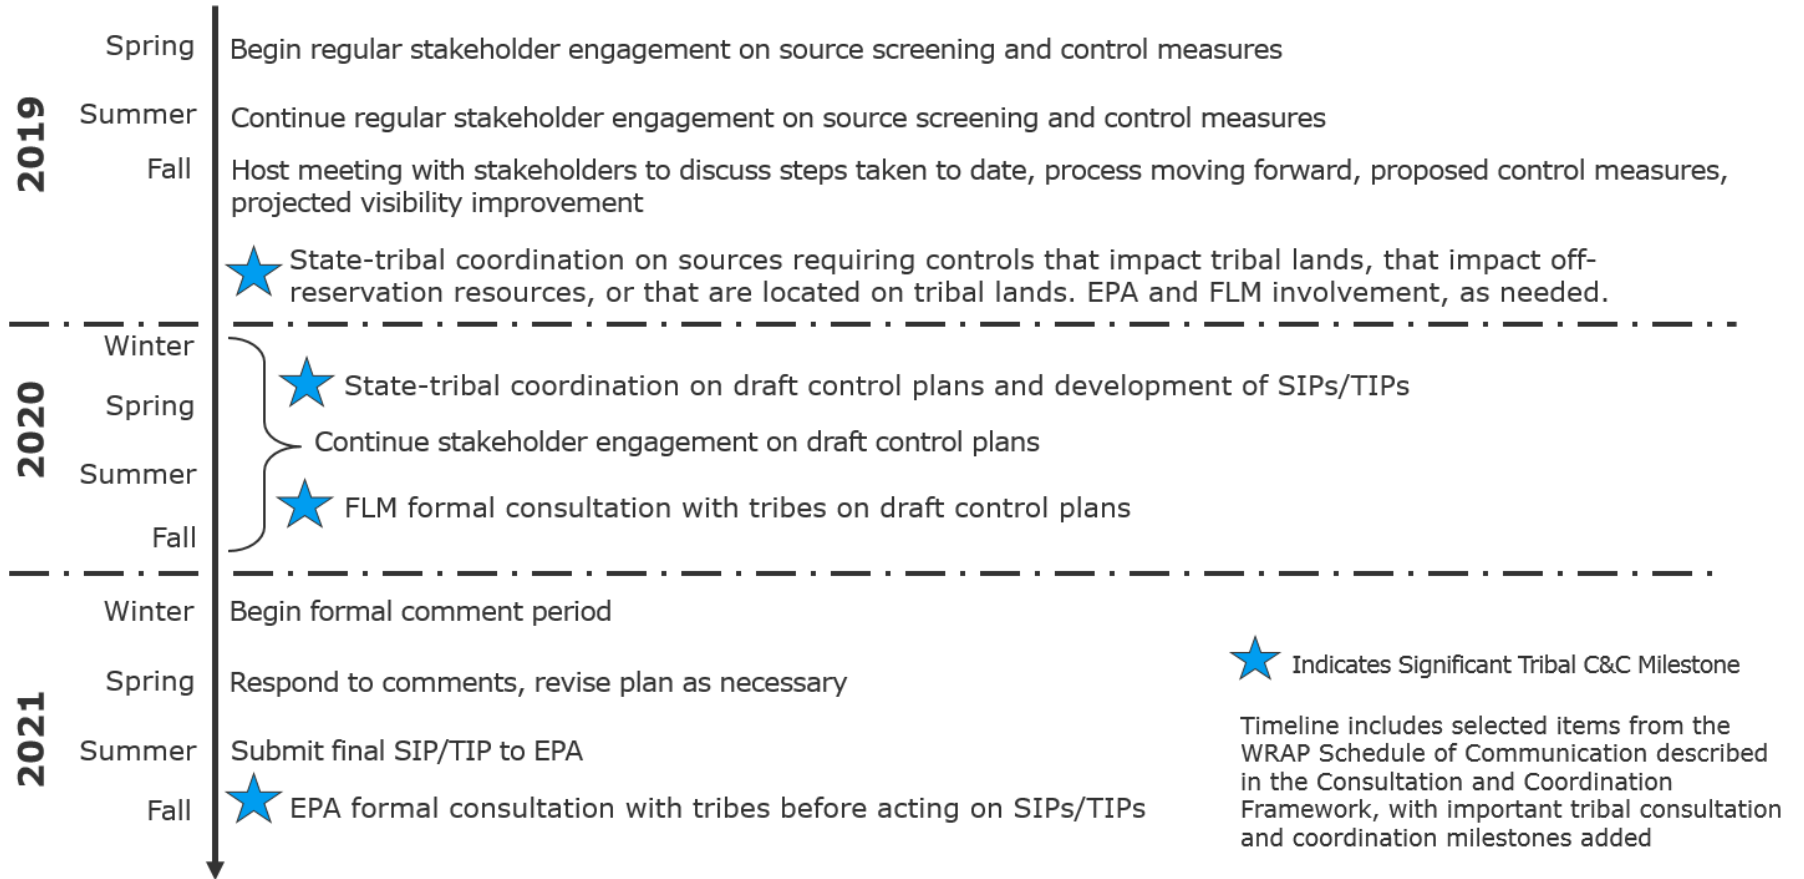 2019
Spring
Begin regular stakeholder engagement on source screening and control measures
Summer
Continue regular stakeholder engagement on source screening and control measures
Fall
Host meeting with stakeholders to discuss steps taken to date, process moving forward, proposed control measures,
projected visibility improvement
State-tribal coordination on sources requiring controls that impact tribal lands, that impact off-
reservation resources, or that are located on tribal lands. EPA and FLM involvement, as needed.
2020
Winter
Spring
Summer
Fall
State-tribal coordination on draft control plans and development of SIPs/TIPs
Continue stakeholder engagement on draft control plans
FLM formal consultation with tribes on draft control plans
2021
Winter
Begin formal comment period
Spring
Respond to comments, revise plan as necessary
Summer
Submit final SIP/TIP to EPA
Fall
EPA formal consultation with tribes before acting on SIPs/TIPs
Indicates Significant Tribal C&C Milestone
Timeline includes selected items from the
WRAP Schedule of Communication described
in the Consultation and Coordination
Framework, with important tribal consultation
and coordination milestones added